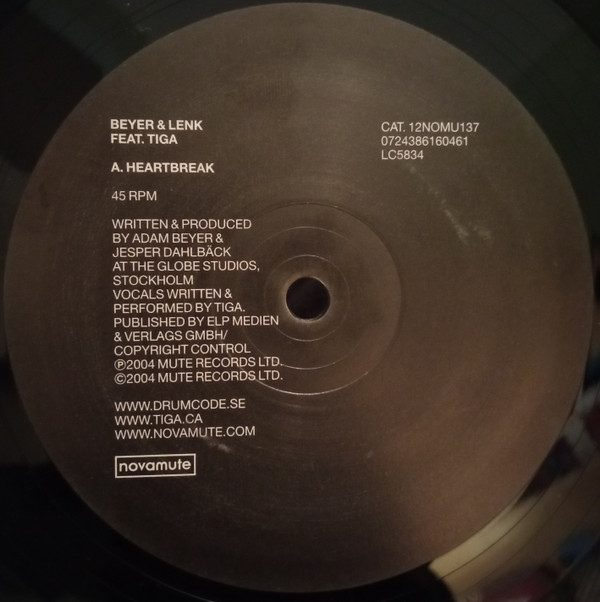 BEYER & LENK
FEAT. TIGA
A. HEARTBREAK
45 RPM
WRITTEN & PRODUCED
BY ADAM BEYER &
JESPER DAHLBÄCK
AT THE GLOBE STUDIOS,
STOCKHOLM
VOCALS WRITTEN &
PERFORMED BY TIGA.
PUBLISHED BY ELP MEDIEN
& VERLAGS GMBH/
COPYRIGHT CONTROL
℗2004 MUTE RECORDS LTD.
©2004 MUTE RECORDS LTD.
WWW.DRUMCODE.SE
WWW.TIGA.CA
WWW.NOVAMUTE.COM
novamute
CAT. 12NOMU137
0724386160461
LC5834